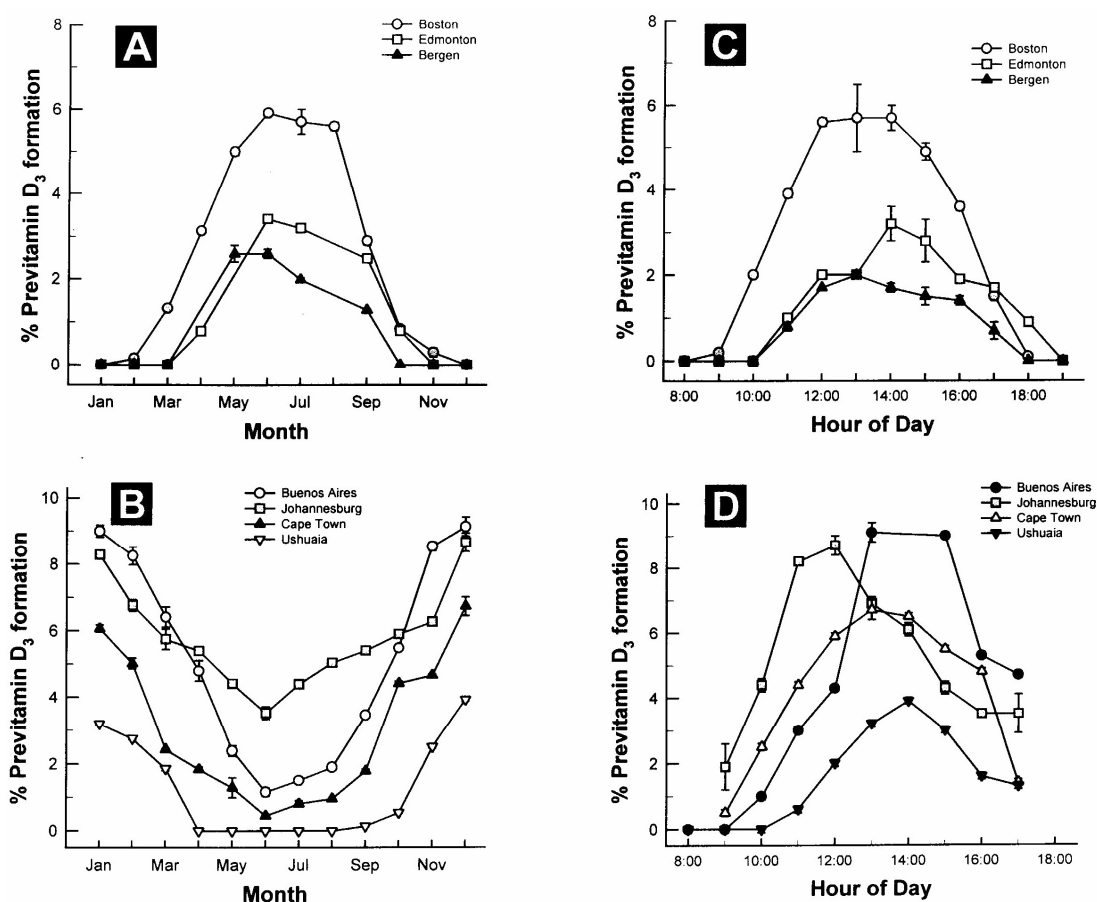 A
Boston
Edmonton
Bergen
% Previtamin D3 formation
8
6
4
2
0
Jan Mar May Jul Sep Nov
Month
C
Boston
Edmonton
Bergen
% Previtamin D3 formation
8
6
4
2
0
8:00 10:00 12:00 14:00 16:00 18:00
Hour of Day
B
Buenos Aires
Johannesburg
Cape Town
Ushuaia
% Previtamin D3 formation
10
8
6
4
2
0
Jan Mar May Jul Sep Nov
Month
D
Buenos Aires
Johannesburg
Cape Town
Ushuaia
% Previtamin D3 formation
10
8
6
4
2
0
8:00 10:00 12:00 14:00 16:00 18:00
Hour of Day